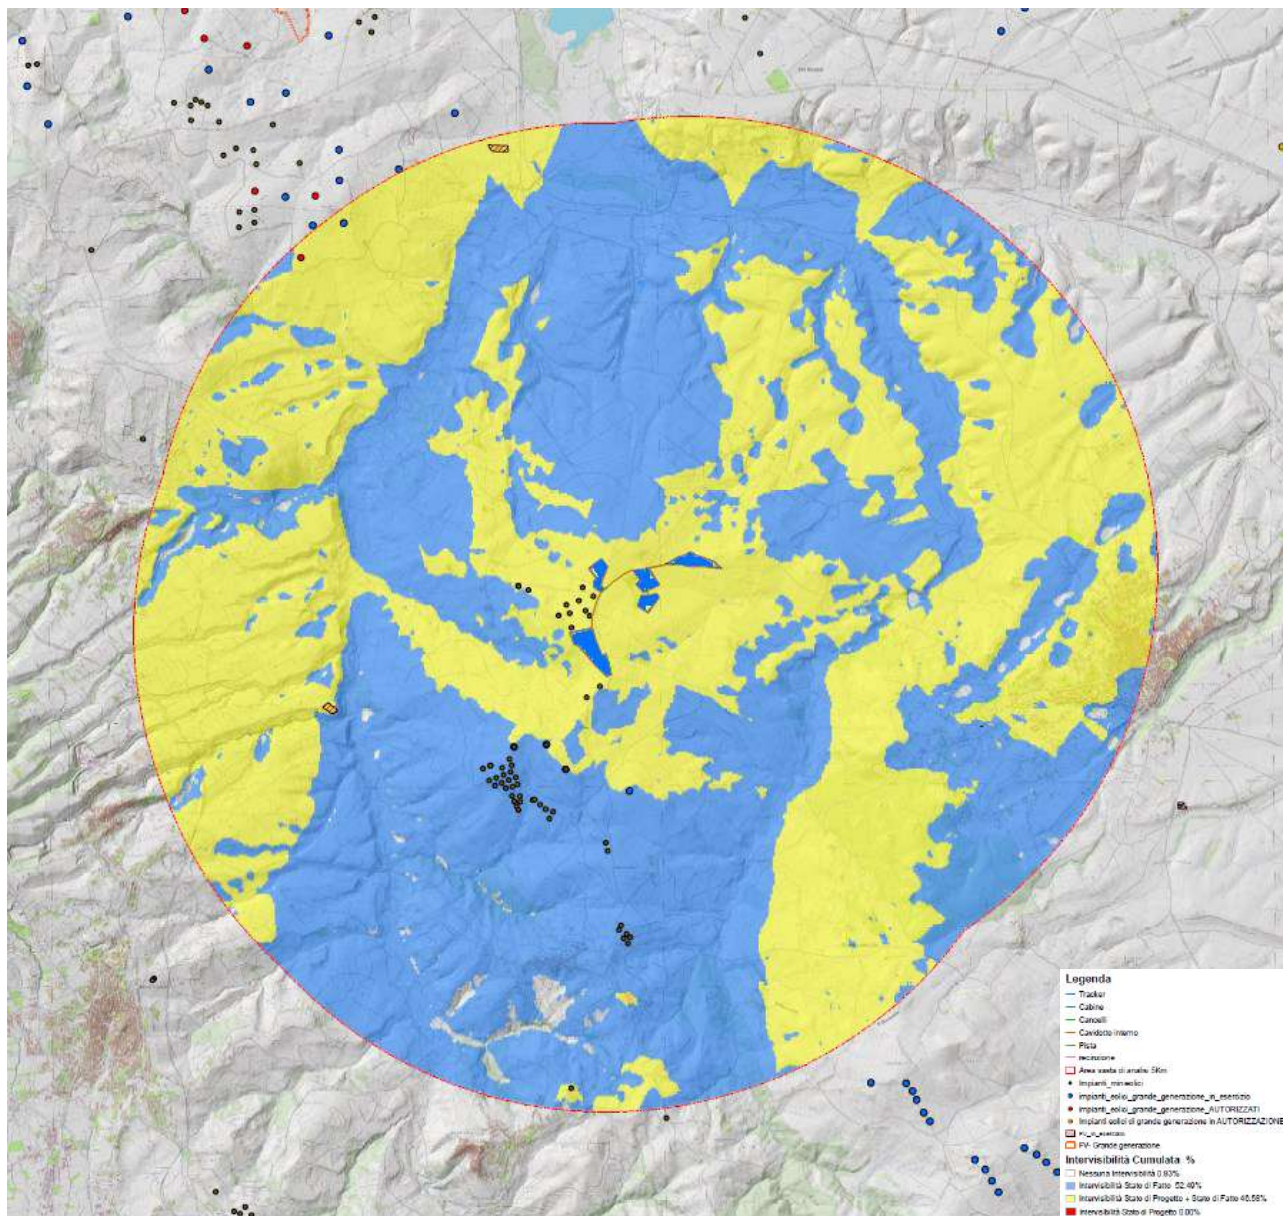 Legenda
Tracker
Cabine
Cancelli
Cavidotto interno
Pista
recinzione
Area vasta di analisi 5Km
Impianti_minieolici
impianti_eolici_grande_generazione_in_esercizio
impianti_eolici_grande_generazione_AUTORIZZATI
Impianti eolici di grande generazione in AUTORIZZAZIONE
FV_in_esercizio
FV- Grande generazione
Intervisibilità Cumulata %
Nessuna Intervisibilità 0.93%
Intervisibilità Stato di Fatto 52.49%
Intervisibilità Stato di Progetto + Stato di Fatto 46.58%
Intervisibilità Stato di Progetto 0.00%